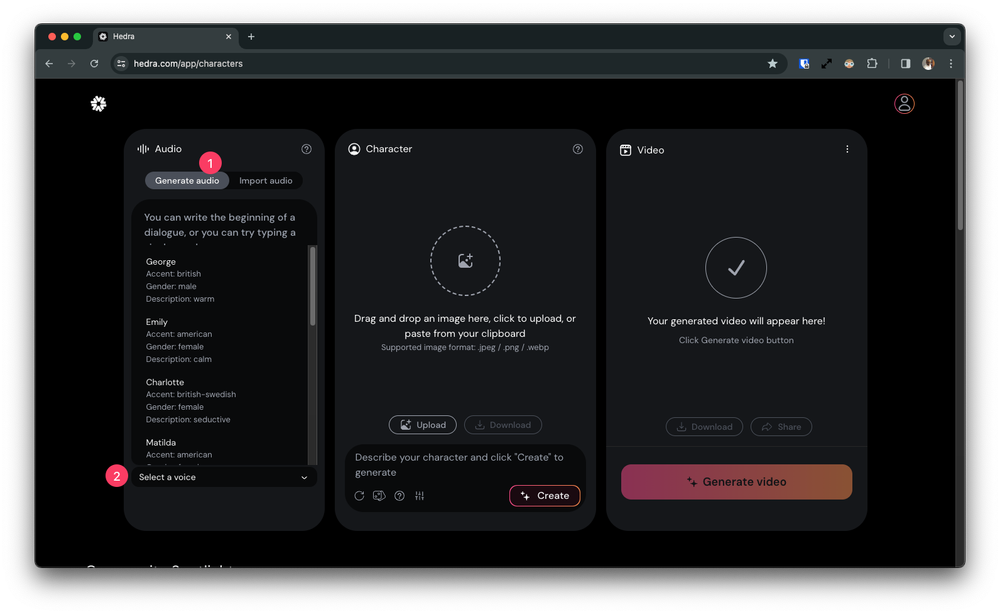 Hedra
hedra.com/app/characters
Audio
1
Generate audio
Import audio
You can write the beginning of a
dialogue, or you can try typing a
George
Accent: british
Gender: male
Description: warm
Emily
Accent: american
Gender: female
Description: calm
Charlotte
Accent: british-swedish
Gender: female
Description: seductive
Matilda
Accent: american
2
Select a voice
Character
Drag and drop an image here, click to upload, or
paste from your clipboard
Supported image format: .jpeg / .png / .webp
Upload
Download
Describe your character and click "Create" to
generate
Create
Video
Your generated video will appear here!
Click Generate video button
Download
Share
Generate video